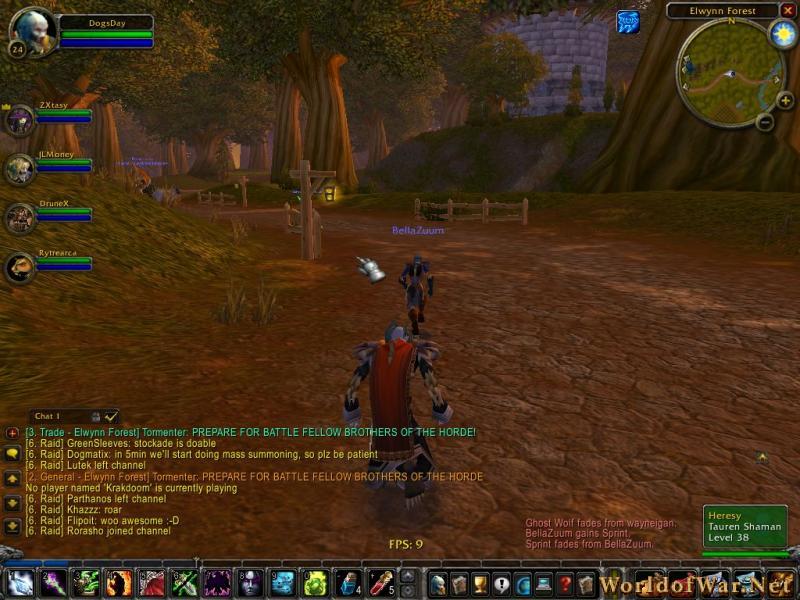 DogsDay
24
Elwynn Forest
N
ZXtasy
JLMoney
DruneX
Rytrearca
BellaZuum
Chat 1
[3. Trade - Elwynn Forest] Tormenter: PREPARE FOR BATTLE FELLOW BROTHERS OF THE HORDE!
[6. Raid] GreenSleeves: stockade is doable
[6. Raid] Dogmatix: in 5min we'll start doing mass summoning, so plz be patient
[6. Raid] Lutek left channel
[2. General - Elwynn Forest] Tormenter: PREPARE FOR BATTLE FELLOW BROTHERS OF THE HORDE
No player named 'Krakdoom' is currently playing
[6. Raid] Parthanos left channel
[6. Raid] Khazzz: roar
[6. Raid] Flipoit: woo awesome :-D
[6. Raid] Rorasho joined channel
FPS: 9
Ghost Wolf fades from wayneigan.
BellaZuum gains Sprint.
Sprint fades from BellaZuum.
Heresy
Tauren Shaman
Level 38
4
5
WorldofWar.Net